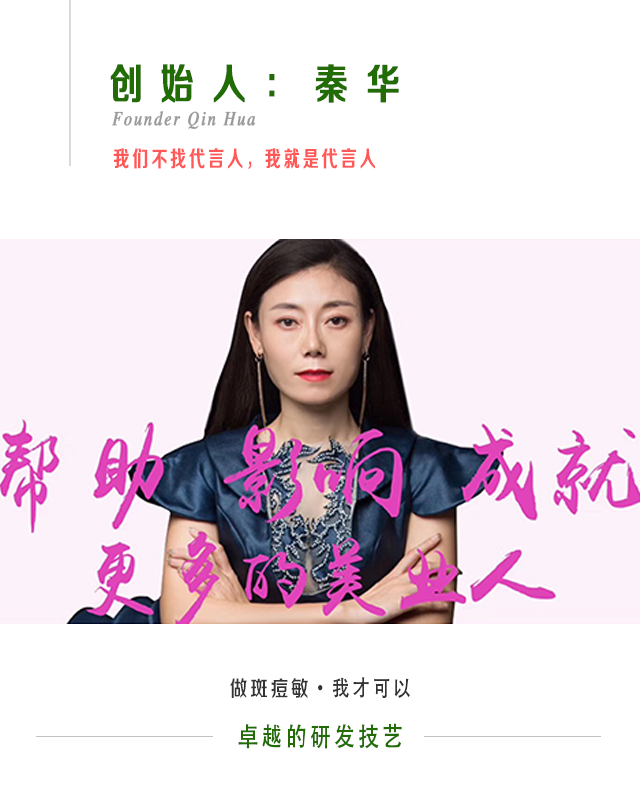 创始人：秦华
Founder Qin Hua
我们不找代言人，我就是代言人
帮助 影响 成就
更多的美业人
做斑痘敏·我才可以
卓越的研发技艺